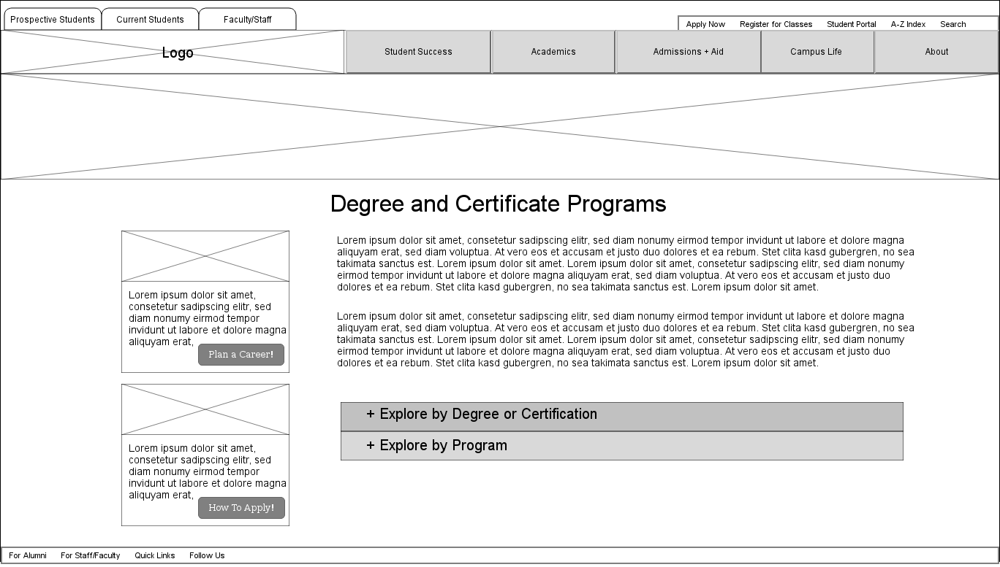 Prospective Students
Current Students
Faculty/Staff
Apply Now
Register for Classes
Student Portal
A-Z Index
Search
Logo
Student Success
Academics
Admissions + Aid
Campus Life
About
Degree and Certificate Programs
Lorem ipsum dolor sit amet,
consetetur sadipscing elitr, sed
diam nonumy eirmod tempor
invidunt ut labore et dolore magna
aliquyam erat,
Plan a Career!
Lorem ipsum dolor sit amet,
consetetur sadipscing elitr, sed
diam nonumy eirmod tempor
invidunt ut labore et dolore magna
aliquyam erat,
How To Apply!
Lorem ipsum dolor sit amet, consetetur sadipscing elitr, sed diam nonumy eirmod tempor invidunt ut labore et dolore magna
aliquyam erat, sed diam voluptua. At vero eos et accusam et justo duo dolores et ea rebum. Stet clita kasd gubergren, no sea
takimata sanctus est. Lorem ipsum dolor sit amet. Lorem ipsum dolor sit amet, consetetur sadipscing elitr, sed diam nonumy
eirmod tempor invidunt ut labore et dolore magna aliquyam erat, sed diam voluptua. At vero eos et accusam et justo duo
dolores et ea rebum. Stet clita kasd gubergren, no sea takimata sanctus est. Lorem ipsum dolor sit amet.
Lorem ipsum dolor sit amet, consetetur sadipscing elitr, sed diam nonumy eirmod tempor invidunt ut labore et dolore magna
aliquyam erat, sed diam voluptua. At vero eos et accusam et justo duo dolores et ea rebum. Stet clita kasd gubergren, no sea
takimata sanctus est. Lorem ipsum dolor sit amet. Lorem ipsum dolor sit amet, consetetur sadipscing elitr, sed diam nonumy
eirmod tempor invidunt ut labore et dolore magna aliquyam erat, sed diam voluptua. At vero eos et accusam et justo duo
dolores et ea rebum. Stet clita kasd gubergren, no sea takimata sanctus est. Lorem ipsum dolor sit amet.
+ Explore by Degree or Certification
+ Explore by Program
For Alumni
For Staff/Faculty
Quick Links
Follow Us